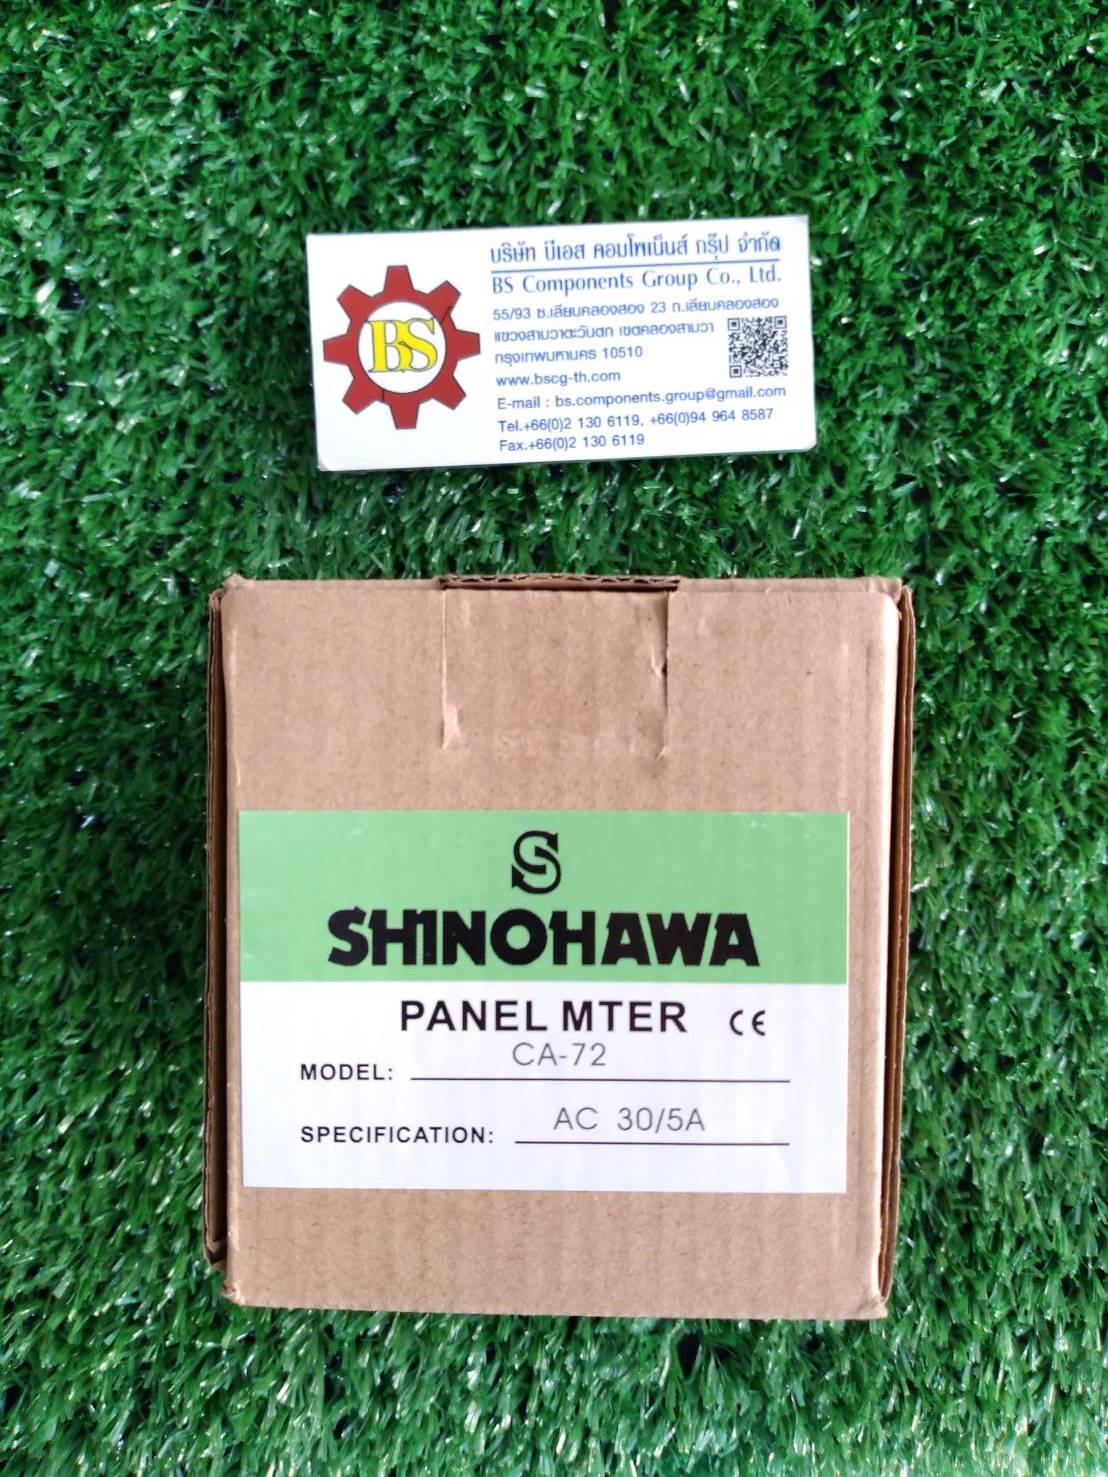 บริษัท บีเอส คอมโพเน็นส์ กรุ๊ป จำกัด
BS Components Group Co., Ltd.
BS
55/93 ซ.เลียบคลองสอง 23 ถ.เลียบคลองสอง
แขวงสามวาตะวันตก เขตคลองสามวา
กรุงเทพมหานคร 10510
www.bscg-th.com
E-mail : bs.components.group@gmail.com
Tel.+66(0)2 130 6119, +66(0)94 964 8587
Fax.+66(0)2 130 6119
S
SHINOHAWA
PANEL MTER CE
MODEL: CA-72
SPECIFICATION: AC 30/5A